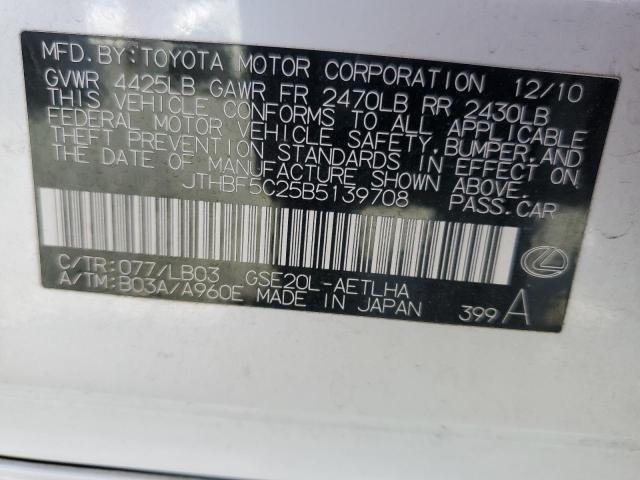 MFD. BY: TOYOTA MOTOR CORPORATION 12/10
GVWR 4425LB GAWR FR 2470LB RR 2430LB
THIS VEHICLE CONFORMS TO ALL APPLICABLE
FEDERAL MOTOR VEHICLE SAFETY, BUMPER, AND
THEFT PREVENTION STANDARDS IN EFFECT ON
THE DATE OF MANUFACTURE SHOWN ABOVE.
JTHBF5C25B5139708 PASS. CAR
C/TR: 077/LB03 GSE20L-AETLHA
A/TM: B03A/A960E MADE IN JAPAN
399 A